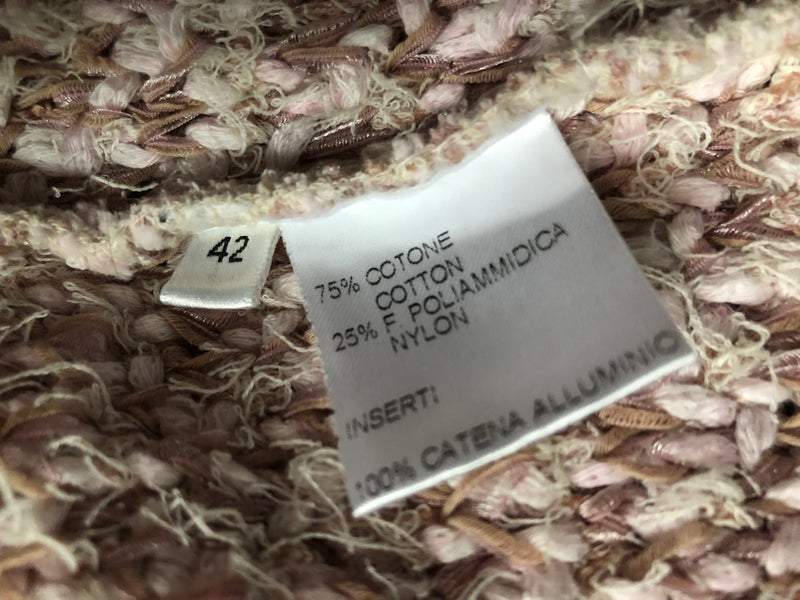 42
75% COTONE
COTTON
25% F POLIAMMIDICA
NYLON
INSERTI
100% CATENA ALLUMINIO